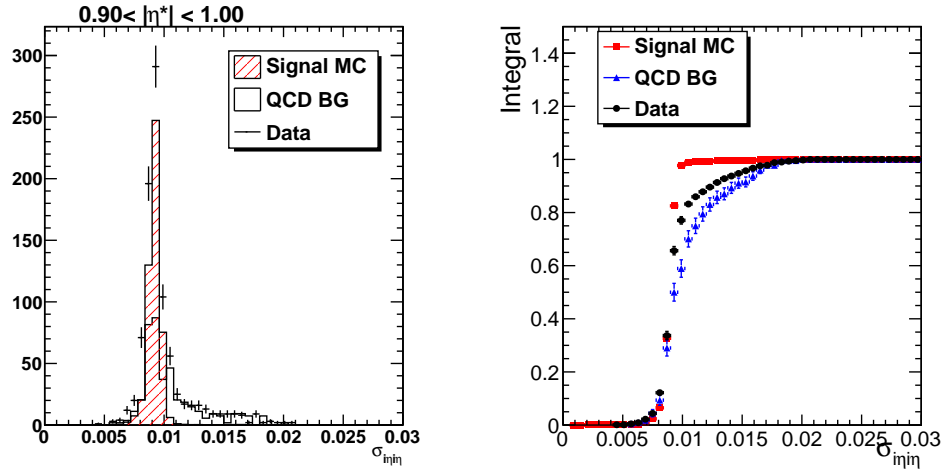 0.90< |η*| < 1.00
300
250
200
150
100
50
0
0 0.005 0.01 0.015 0.02 0.025 0.03
σiηiη
Signal MC
QCD BG
Data
Integral
1.4
1.2
1
0.8
0.6
0.4
0.2
0
0 0.005 0.01 0.015 0.02 0.025 0.03
σiηiη
Signal MC
QCD BG
Data